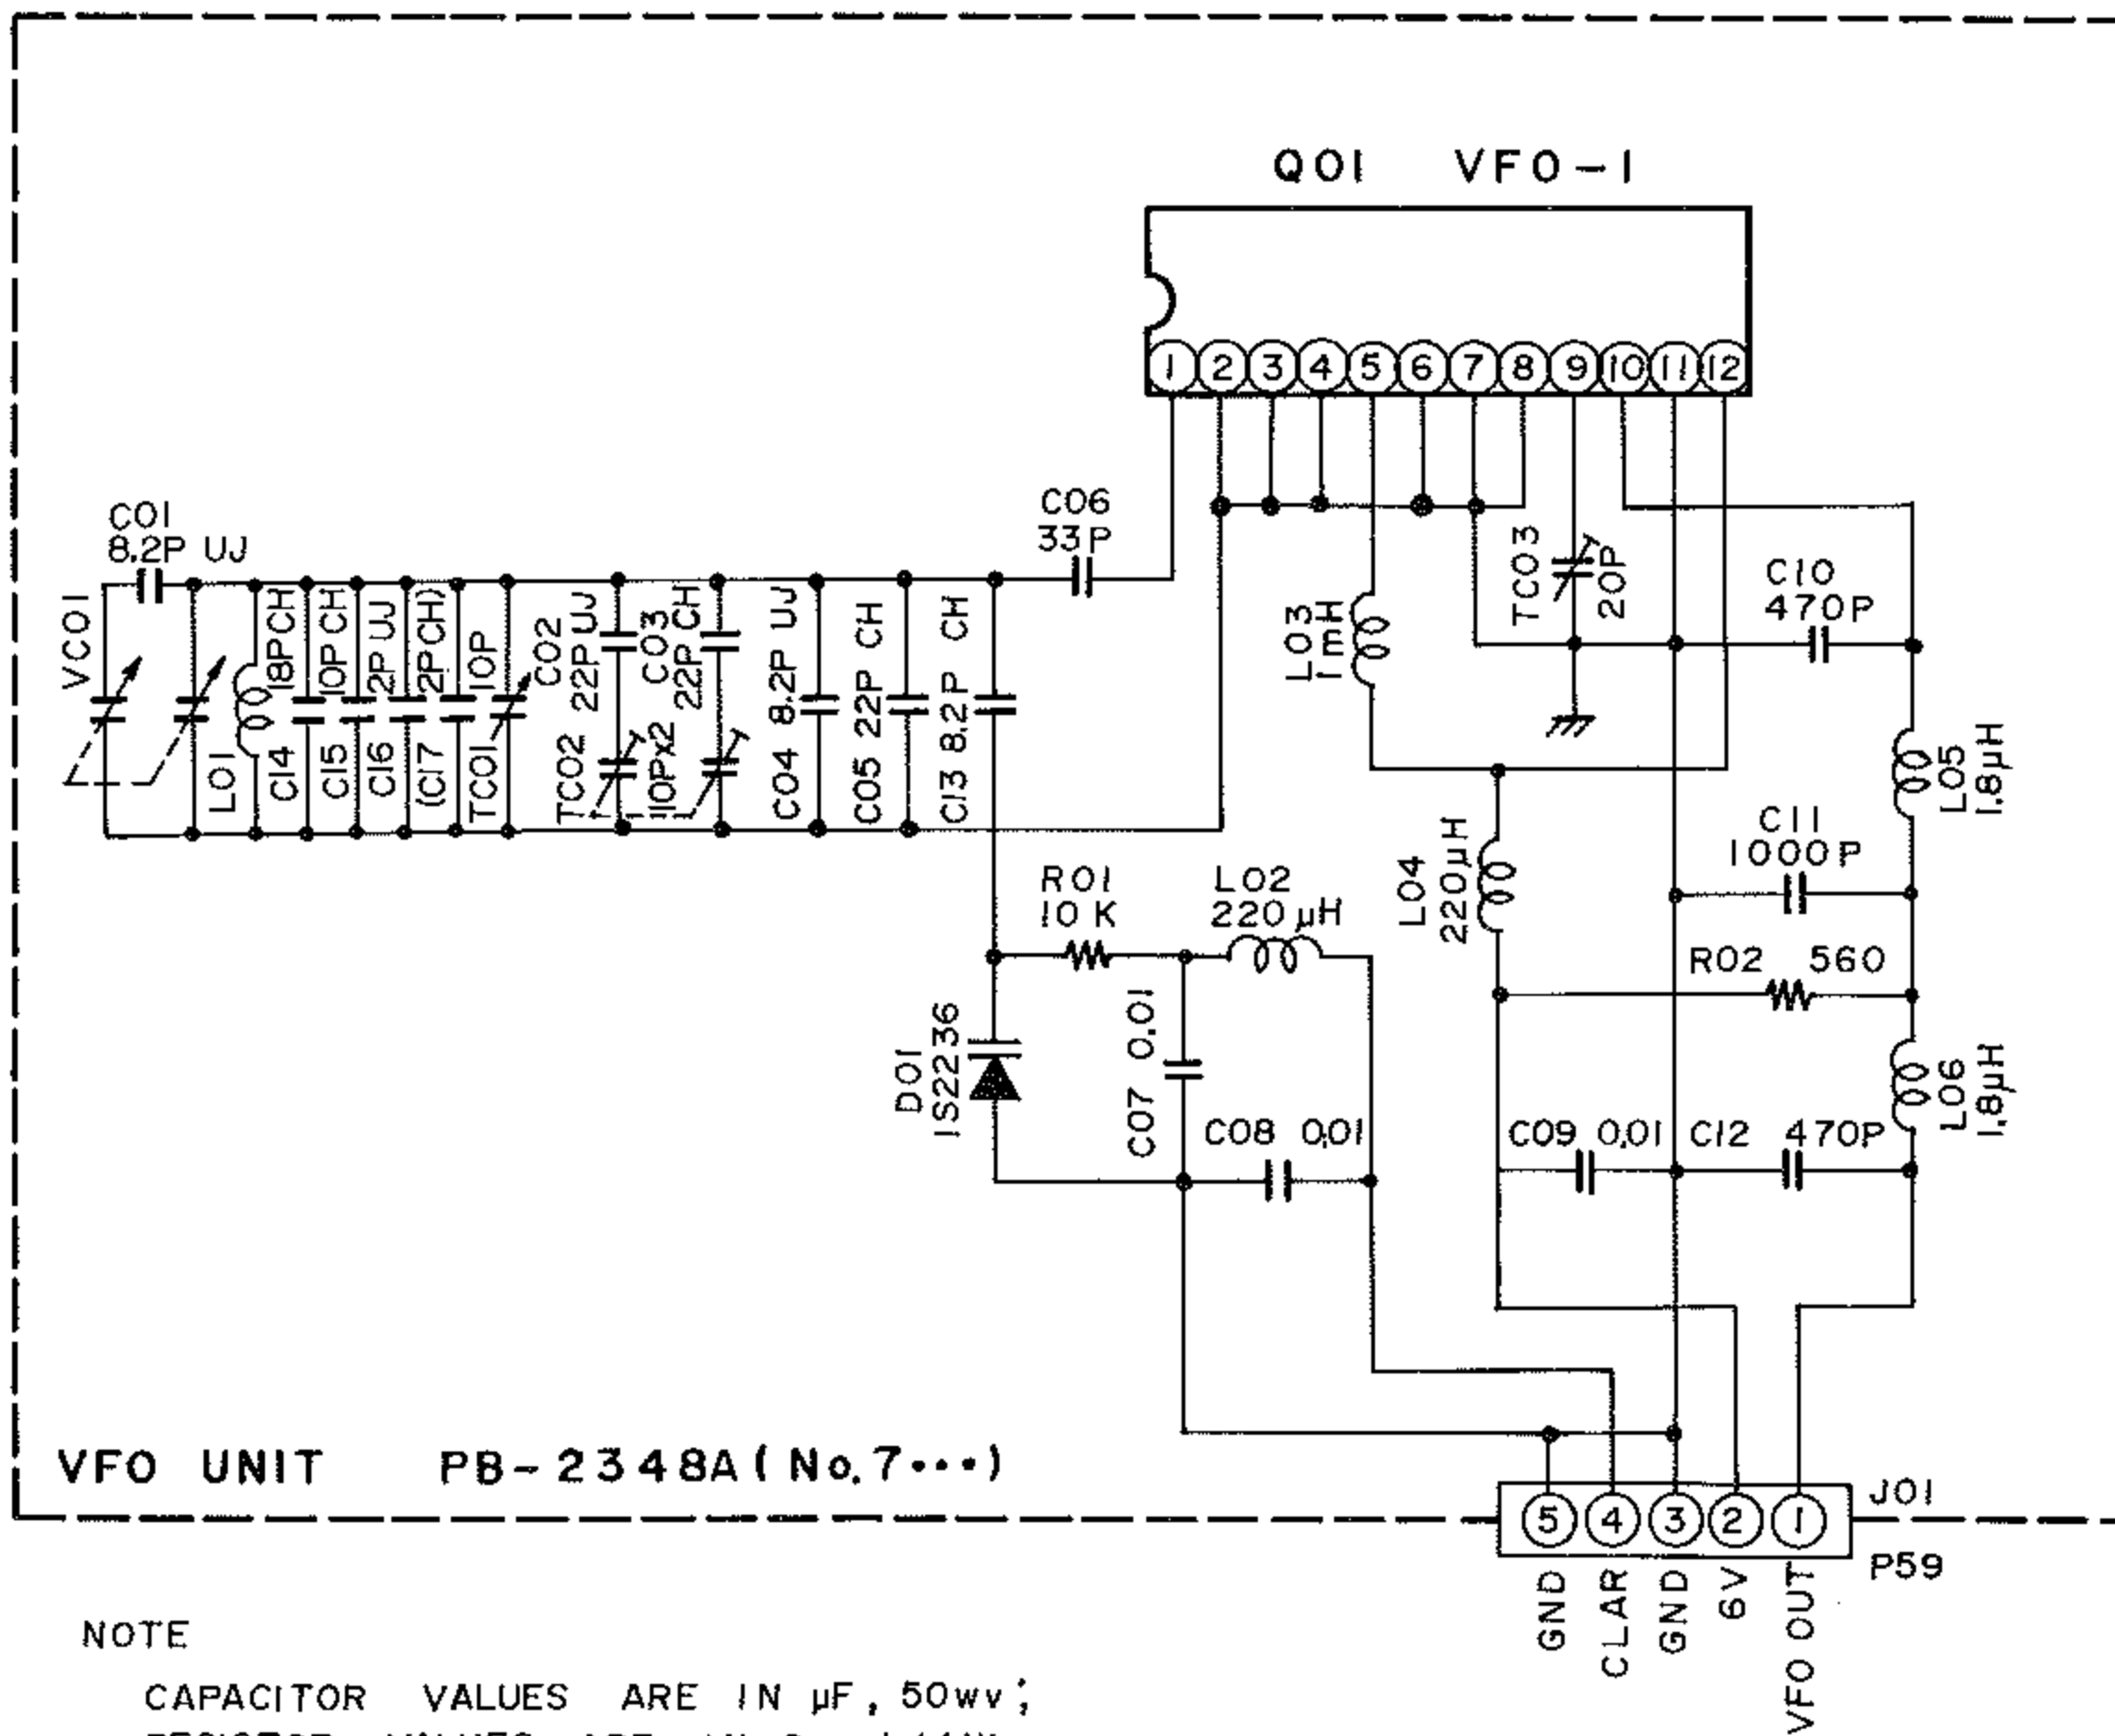 Q01 VFO-1
1 2 3 4 5 6 7 8 9 10 11 12
C01
8.2P UJ
VC01
L01
C14 18PCH
C15 10P CH
C16 2P UJ
(C17 2PCH)
TC01 10P
C02
22P UJ
TC02
110PX2
C03
22P CH
C04 8.2P UJ
C05 22P CH
C13 8.2P CH
C06
33P
L03
1mH
TC03
20P
C10
470P
L05
1.8μH
C11
1000P
L04
220μH
R02 560
R01
10K
L02
220μH
D01
1S2236
C07 0.01
C08 0.01
C09 0.01
C12 470P
L06
1.8μH
VFO UNIT PB-2348A(No.7•••)
J01
5 4 3 2 1
P59
GND
CLAR
GND
6V
VFO OUT
NOTE
CAPACITOR VALUES ARE IN μF, 50wv;